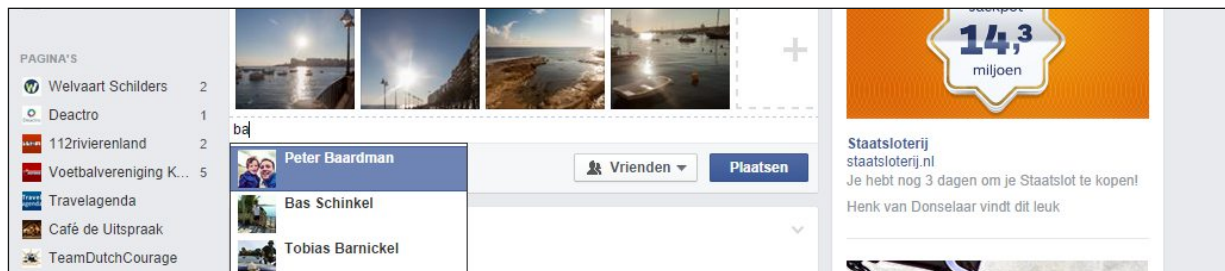 PAGINA'S
Welvaart Schilders 2
Deactro 1
112rivierenland 2
Voetbalvereniging K... 5
Travelagenda
Café de Uitspraak
TeamDutchCourage
ba
Peter Baardman
Bas Schinkel
Tobias Barnickel
Vrienden
Plaatsen
Jackpot
14,3
miljoen
Staatsloterij
staatsloterij.nl
Je hebt nog 3 dagen om je Staatslot te kopen!
Henk van Donselaar vindt dit leuk